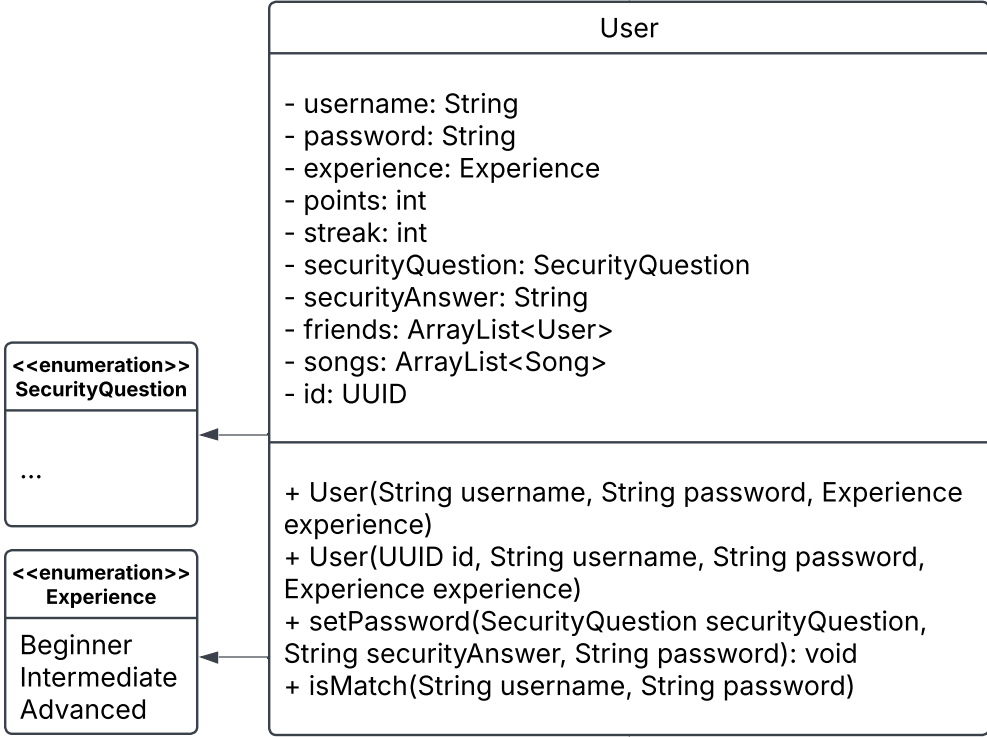 User
- username: String
- password: String
- experience: Experience
- points: int
- streak: int
- securityQuestion: SecurityQuestion
- securityAnswer: String
- friends: ArrayList<User>
- songs: ArrayList<Song>
- id: UUID
+ User(String username, String password, Experience
experience)
+ User(UUID id, String username, String password,
Experience experience)
+ setPassword(SecurityQuestion securityQuestion,
String securityAnswer, String password): void
+ isMatch(String username, String password)
<<enumeration>>
SecurityQuestion
...
<<enumeration>>
Experience
Beginner
Intermediate
Advanced